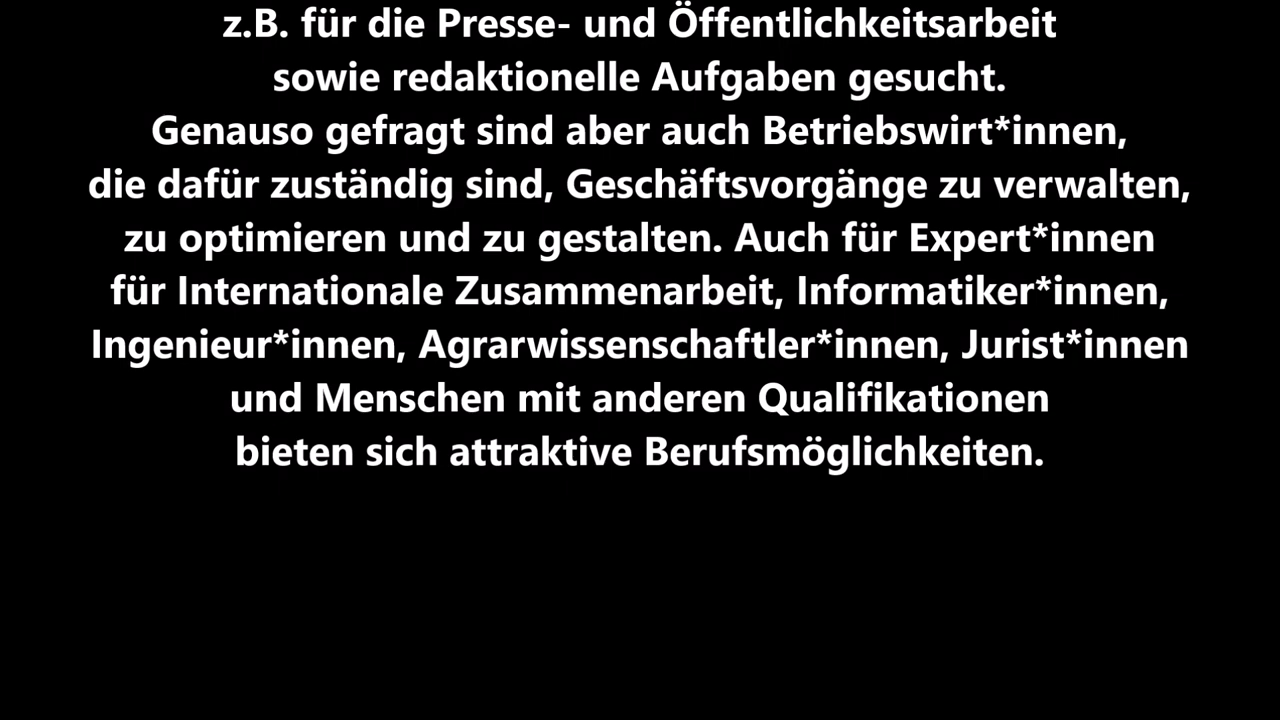 z.B. für die Presse- und Öffentlichkeitsarbeit
sowie redaktionelle Aufgaben gesucht.
Genauso gefragt sind aber auch Betriebswirt*innen,
die dafür zuständig sind, Geschäftsvorgänge zu verwalten,
zu optimieren und zu gestalten. Auch für Expert*innen
für Internationale Zusammenarbeit, Informatiker*innen,
Ingenieur*innen, Agrarwissenschaftler*innen, Jurist*innen
und Menschen mit anderen Qualifikationen
bieten sich attraktive Berufsmöglichkeiten.